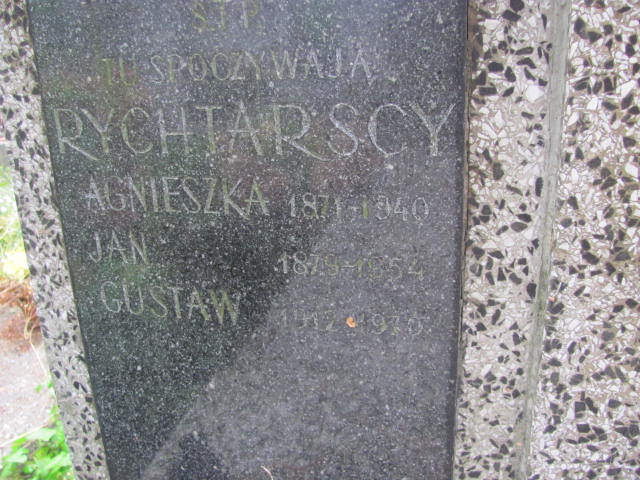 Ś.†P.
TU SPOCZYWAJĄ
RYCHTARSCY
AGNIESZKA 1871-1940
JAN 1879-1954
GUSTAW